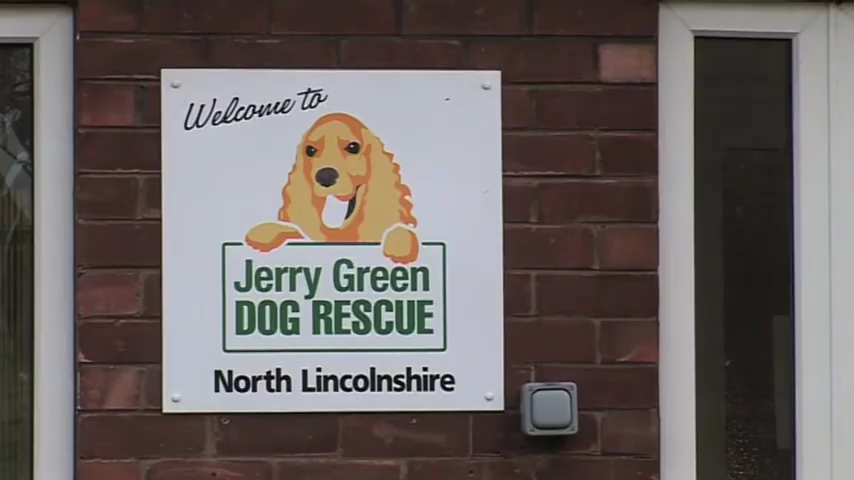 Welcome to
Jerry Green
DOG RESCUE
North Lincolnshire